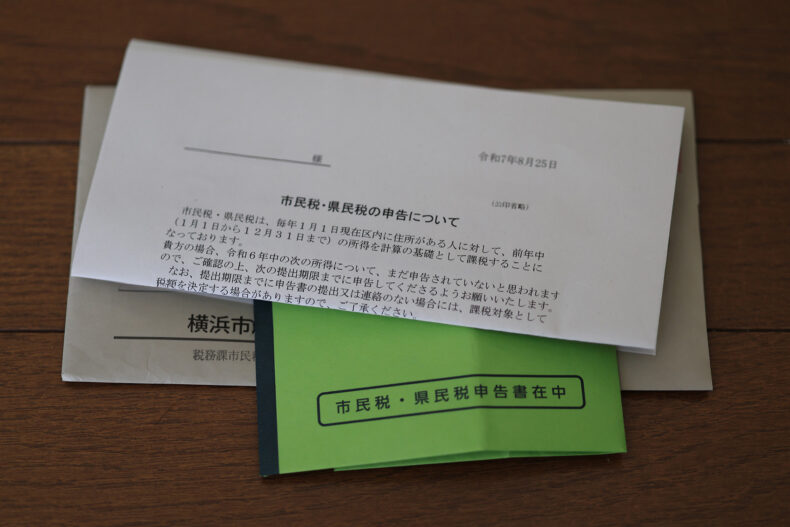 様
令和7年8月25日
(公印省略)
市民税・県民税の申告について
市民税・県民税は、毎年1月1日現在区内に住所がある人に対して、前年中
(1月1日から12月31日まで)の所得を計算の基礎として課税することに
なっております。
貴方の場合、令和6年中の次の所得について、まだ申告されていないと思われます
ので、ご確認の上、次の提出期限までに申告してくださるようお願いいたします。
なお、提出期限までに申告書の提出又は連絡のない場合には、課税対象として
税額を決定する場合がありますので、ご了承ください。
横浜市
税務課市民税
市民税・県民税申告書在中